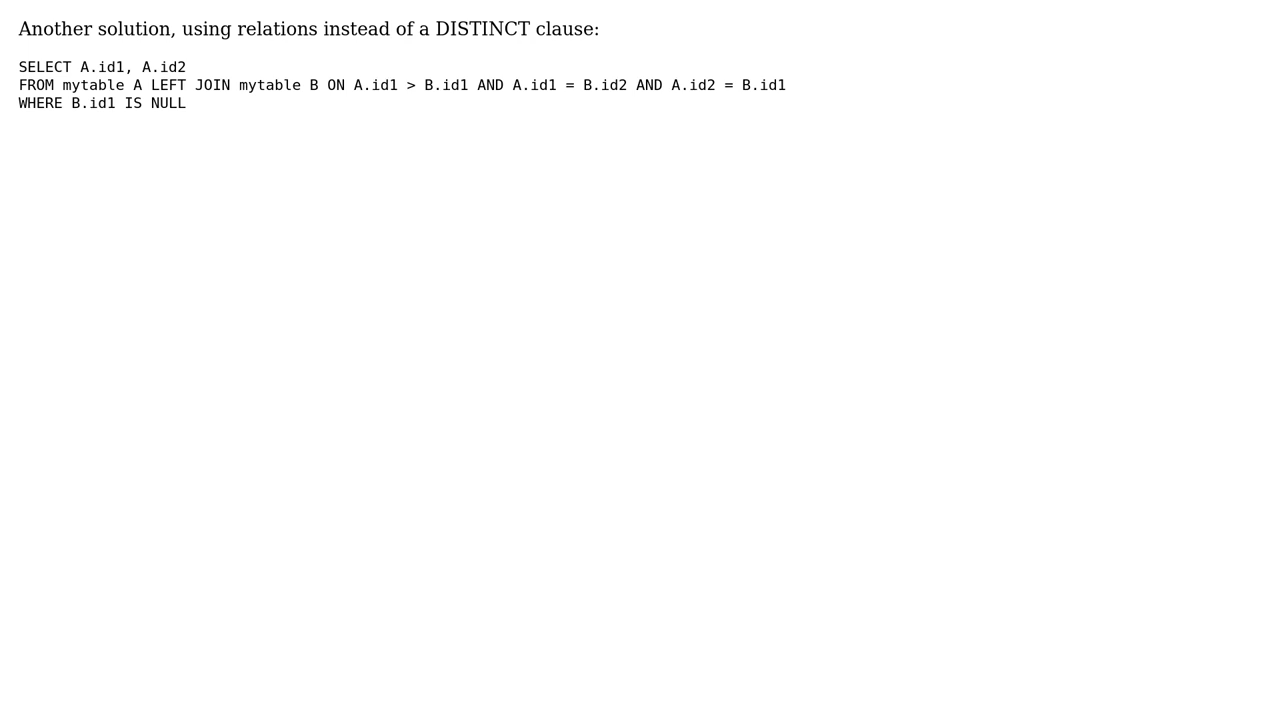 Another solution, using relations instead of a DISTINCT clause:
SELECT A.id1, A.id2
FROM mytable A LEFT JOIN mytable B ON A.id1 > B.id1 AND A.id1 = B.id2 AND A.id2 = B.id1
WHERE B.id1 IS NULL